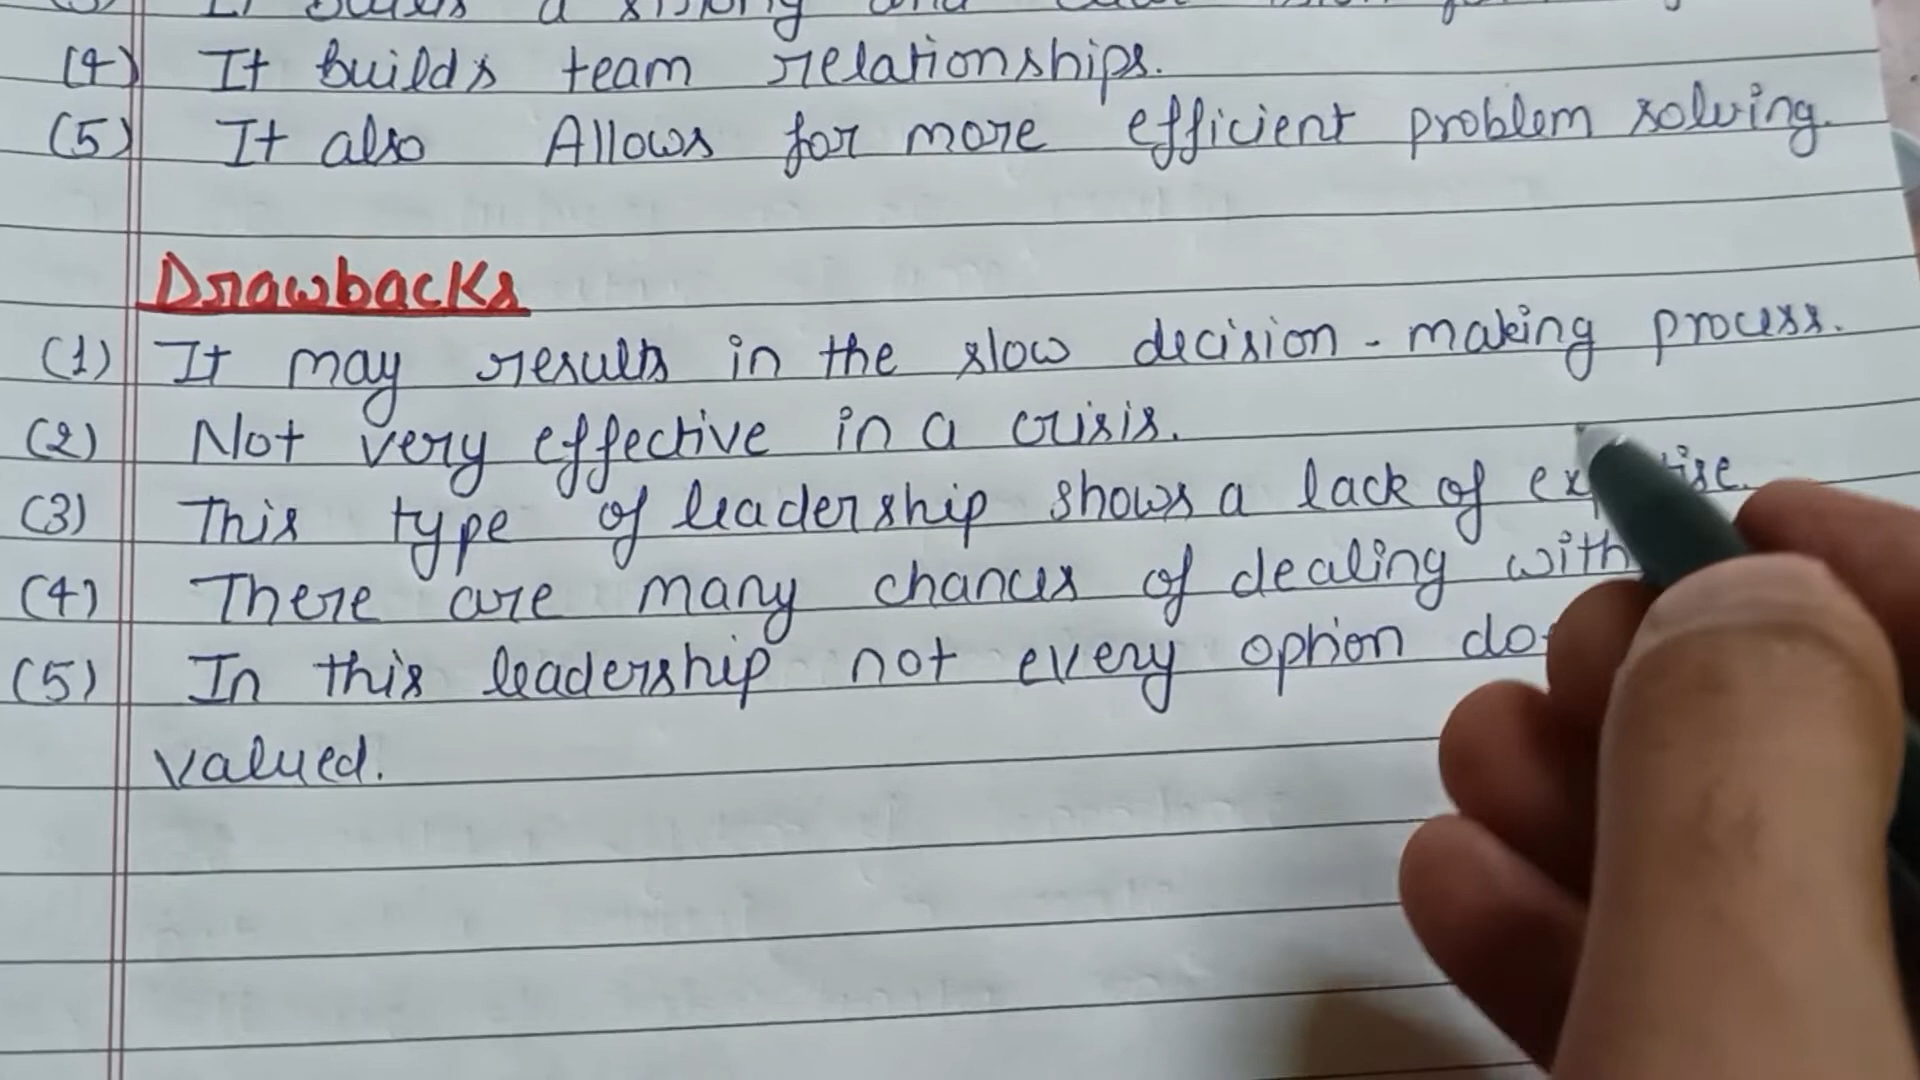 (4) It builds team relationships.
(5) It also Allows for more efficient problem solving.
Drawbacks
(1) It may results in the slow decision-making process.
(2) Not very effective in a crisis.
(3) This type of leadership shows a lack of
(4) There are many chances of dealing with
(5) In this leadership not every option
valued.